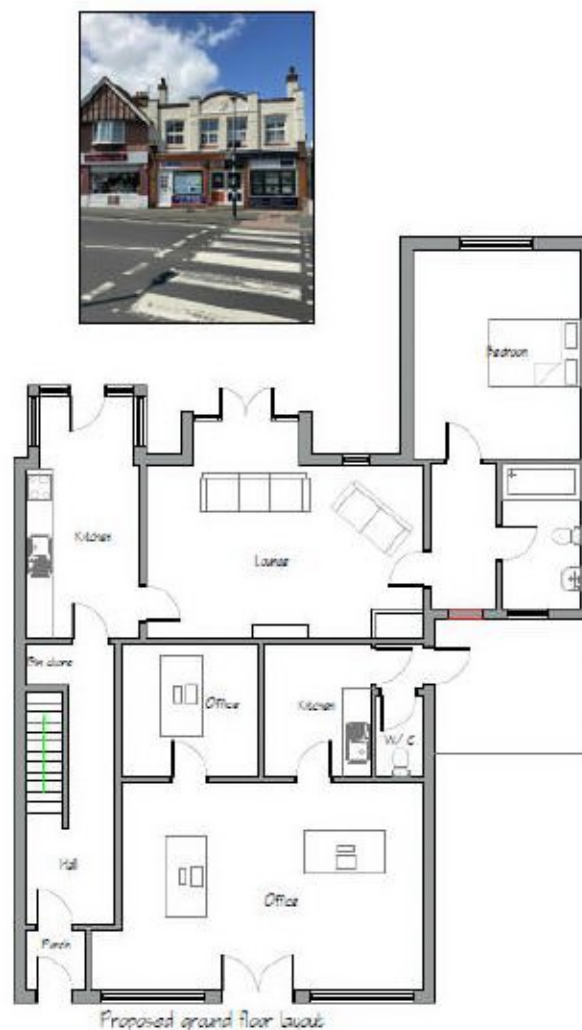 Bedroom
Kitchen
Lounge
Bin store
Office
Kitchen
W/C
Hall
Office
Porch
Proposed ground floor layout